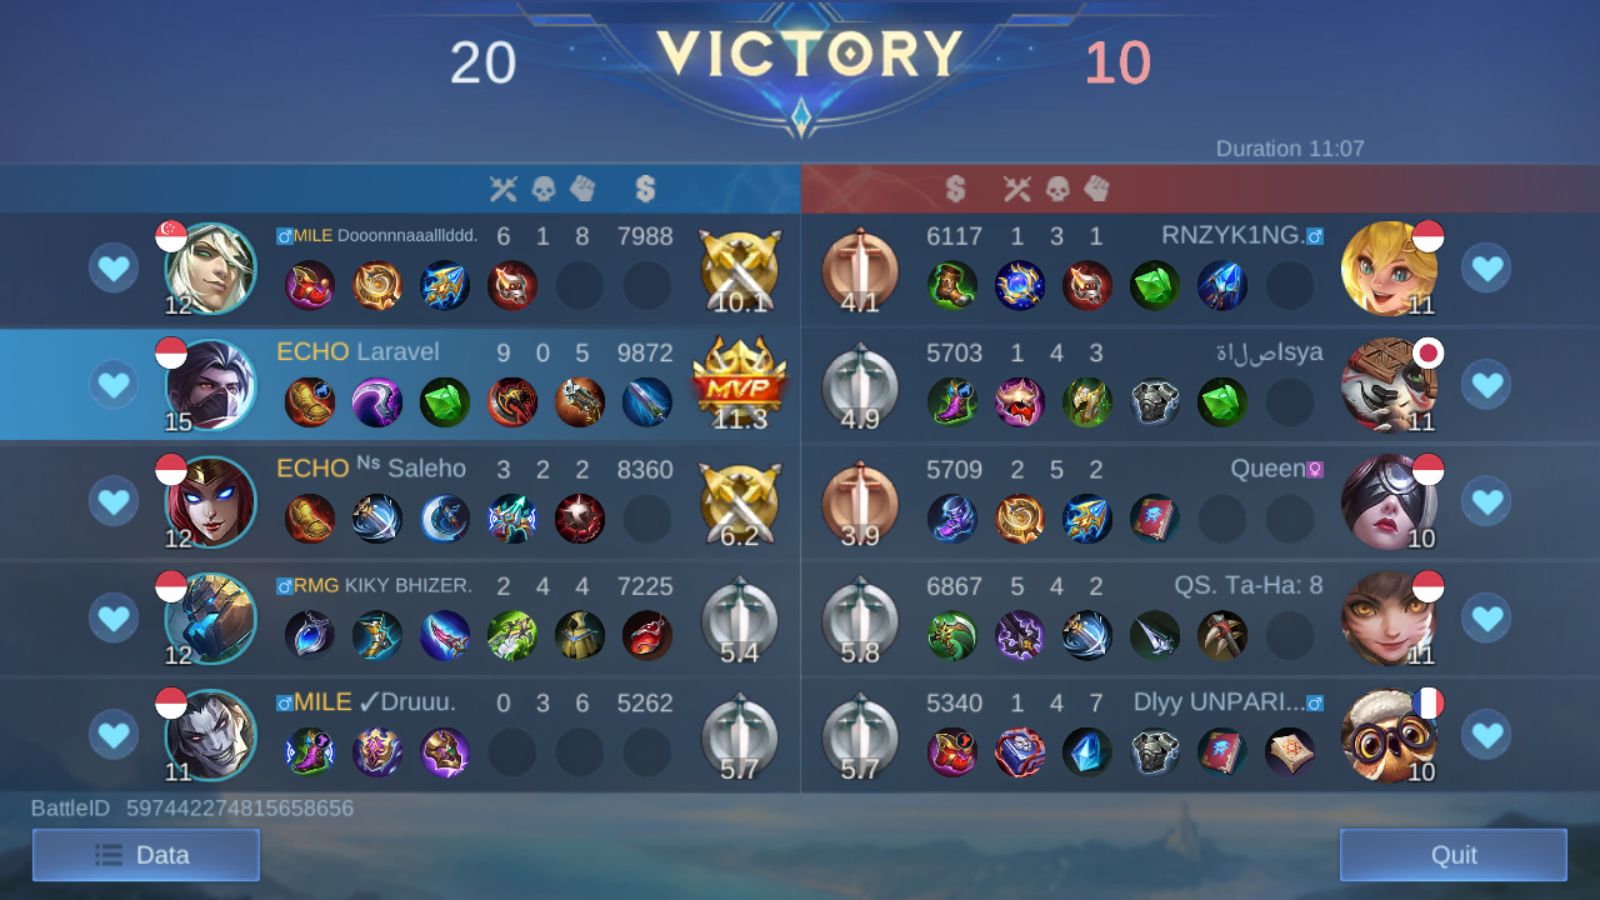 20 VICTORY 10
Duration 11:07
♂MILE Dooonnnaaalllddd. 6 1 8 7988
12 10.1
ECHO Laravel 9 0 5 9872
15 MVP 11.3
ECHO ᴺˢ Saleho 3 2 2 8360
12 6.2
♂RMG KIKY BHIZER. 2 4 4 7225
12 5.4
♂MILE ✓Druuu. 0 3 6 5262
11 5.7
6117 1 3 1 RNZYK1NG.♂
4.1 11
5703 1 4 3 صلاةIsya
4.9 11
5709 2 5 2 Queen♀
3.9 10
6867 5 4 2 QS. Ta-Ha: 8
5.8 11
5340 1 4 7 Dlyy UNPARI...♂
5.7 10
BattleID 597442274815658656
Data
Quit